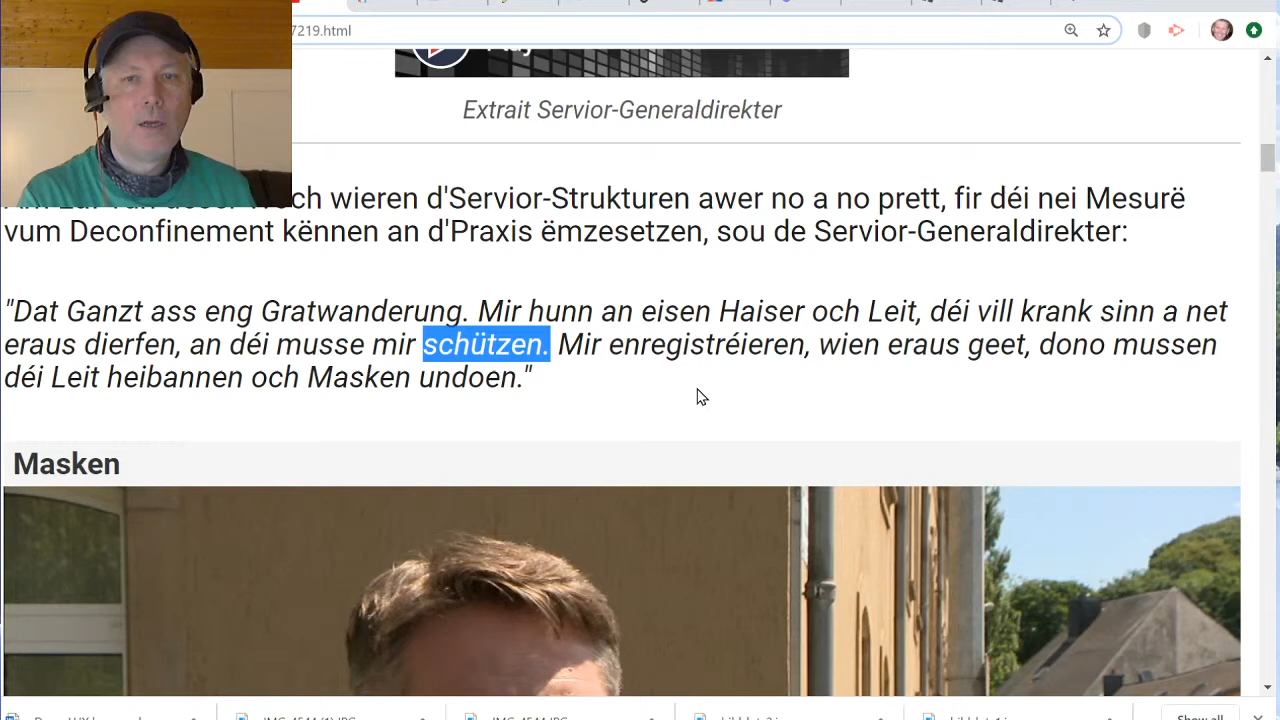 7219.html
Play
Extrait Servior-Generaldirekter
wieren d'Servior-Strukturen awer no a no prett, fir déi nei Mesurë
vum Deconfinement kënnen an d'Praxis ëmzesetzen, sou de Servior-Generaldirekter:
"Dat Ganzt ass eng Gratwanderung. Mir hunn an eisen Haiser och Leit, déi vill krank sinn a net
eraus dierfen, an déi musse mir schützen. Mir enregistréieren, wien eraus geet, dono mussen
déi Leit heibannen och Masken undoen."
Masken
Show all